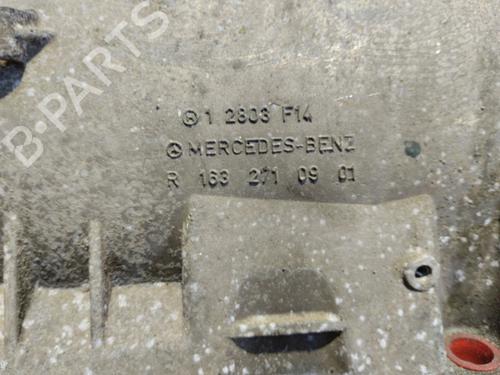 1 2803 F14
MERCEDES-BENZ
R 163 271 09 01
B-PARTS